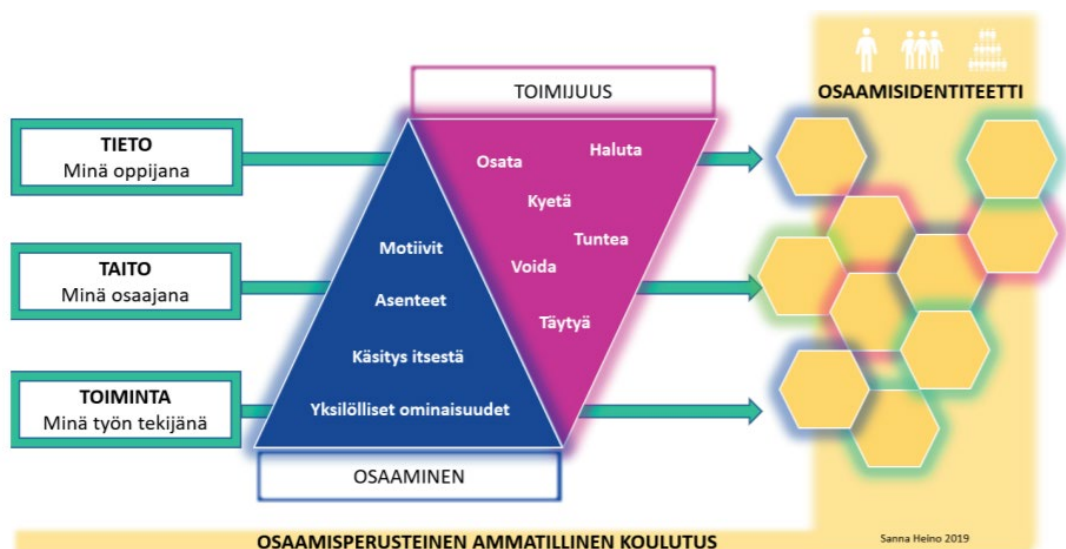 TOIMIJUUS
OSAAMISIDENTITEETTI
TIETO
Minä oppijana
TAITO
Minä osaajana
TOIMINTA
Minä työn tekijänä
Motiivit
Asenteet
Käsitys itsestä
Yksilölliset ominaisuudet
Haluta
Osata
Kyetä
Tuntea
Voida
Täytyä
OSAAMINEN
OSAAMISPERUSTEINEN AMMATILLINEN KOULUTUS
Sanna Heino 2019